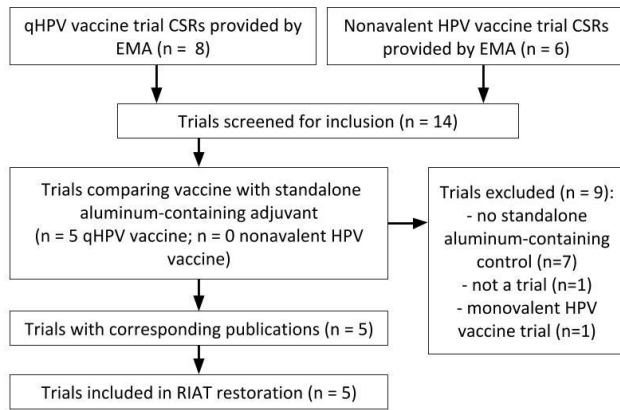 qHPV vaccine trial CSRs provided by
EMA (n =  8)
Nonavalent HPV vaccine trial CSRs
provided by EMA (n = 6)
Trials screened for inclusion (n = 14)
Trials comparing vaccine with standalone
aluminum-containing adjuvant
(n = 5 qHPV vaccine; n = 0 nonavalent HPV
vaccine)
Trials excluded (n = 9):
- no standalone
aluminum-containing
control (n=7)
- not a trial (n=1)
- monovalent HPV
vaccine trial (n=1)
Trials with corresponding publications (n = 5)
Trials included in RIAT restoration (n = 5)